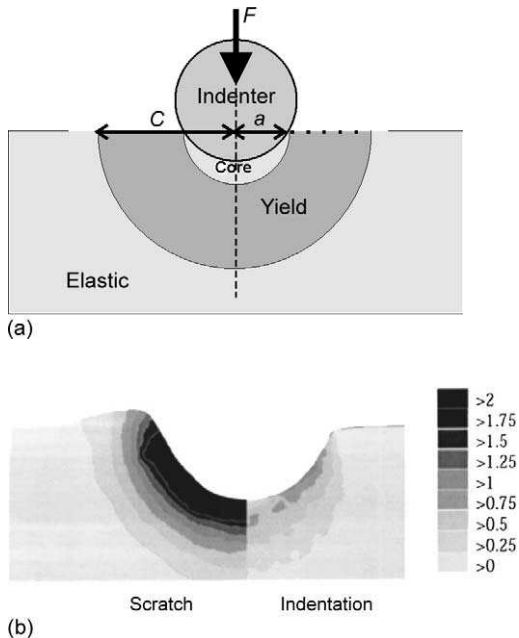 F
Indenter
C
a
Core
Yield
Elastic
(a)
>2
>1.75
>1.5
>1.25
>1
>0.75
>0.5
>0.25
>0
Scratch
Indentation
(b)